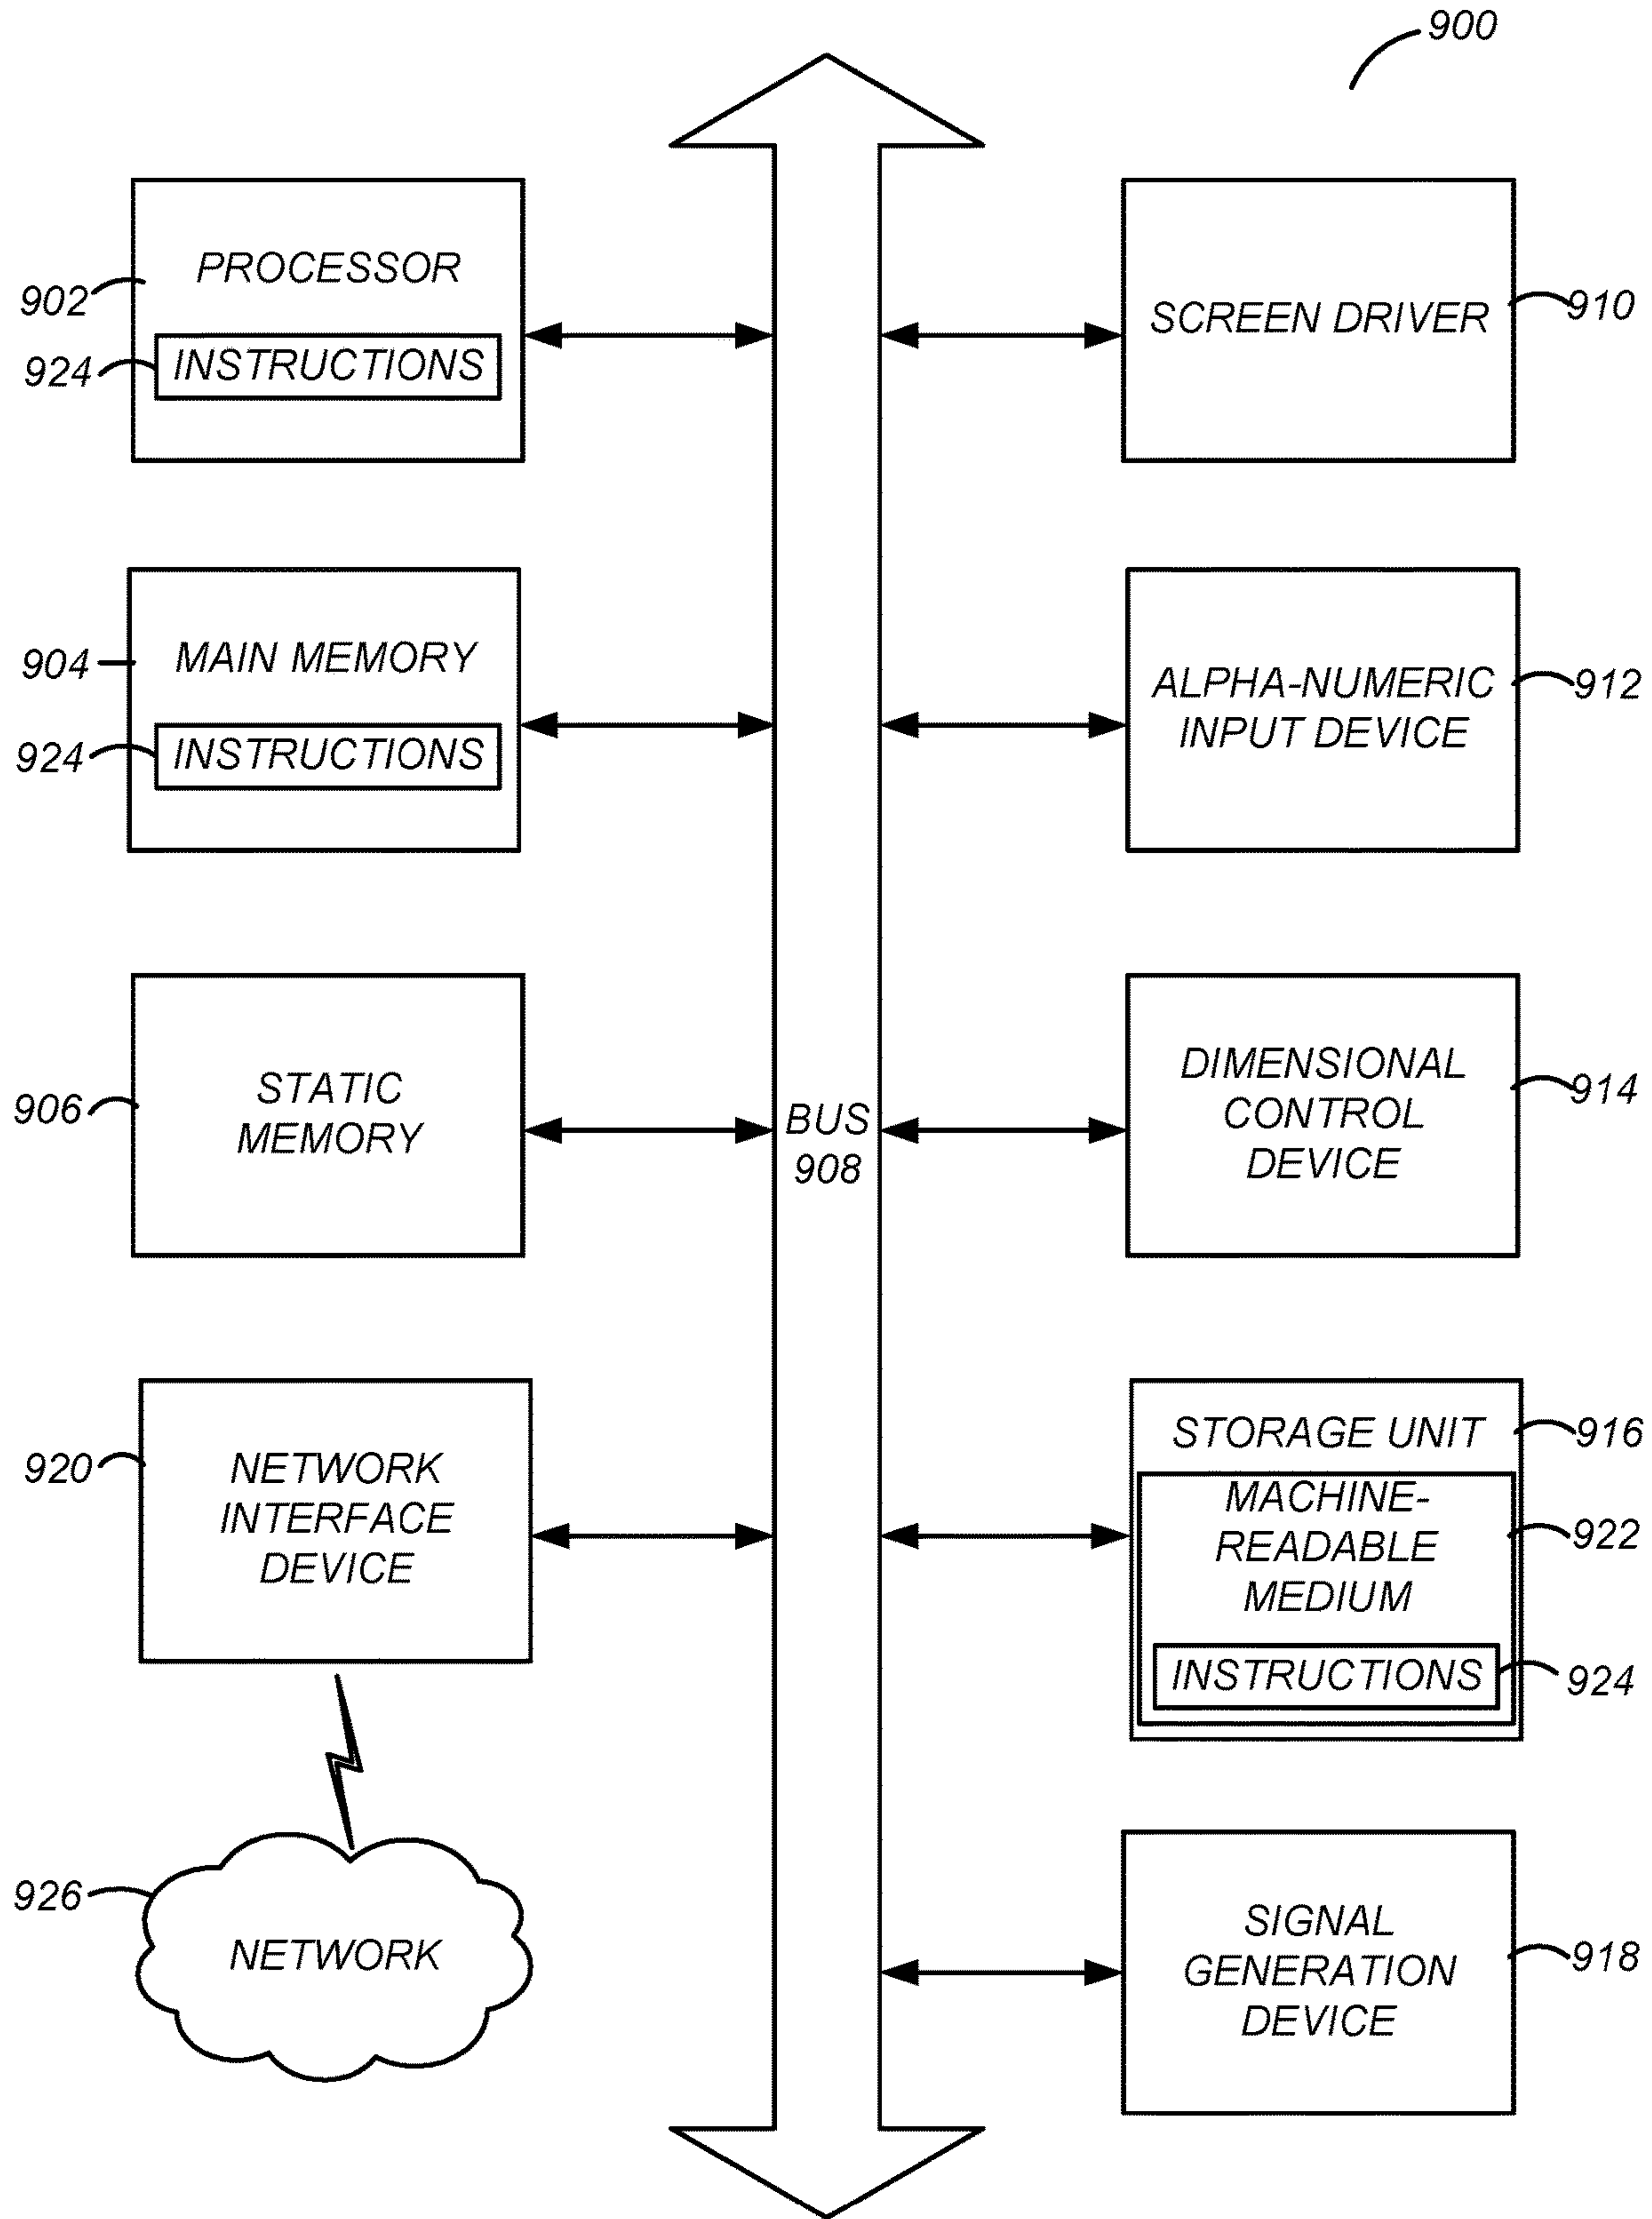 900
PROCESSOR
902
924
INSTRUCTIONS
SCREEN DRIVER
910
904
MAIN MEMORY
924
INSTRUCTIONS
ALPHA-NUMERIC
INPUT DEVICE
912
906
STATIC
MEMORY
BUS
908
DIMENSIONAL
CONTROL
DEVICE
914
920
NETWORK
INTERFACE
DEVICE
STORAGE UNIT
916
MACHINE-
READABLE
MEDIUM
922
INSTRUCTIONS
924
926
NETWORK
SIGNAL
GENERATION
DEVICE
918